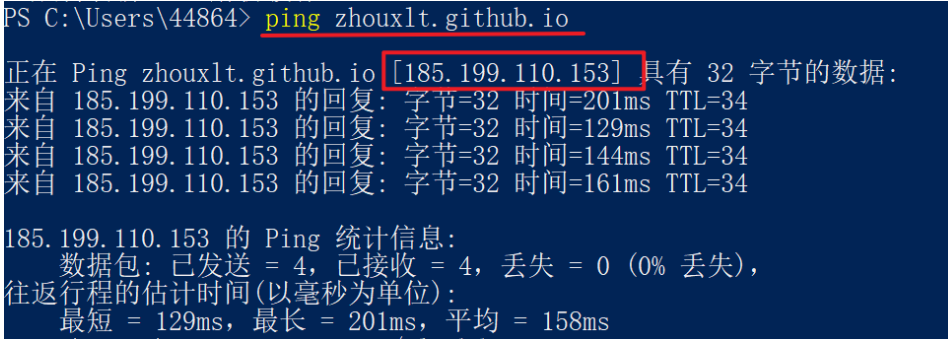 PS C:\Users\44864> ping zhouxlt.github.io
正在 Ping zhouxlt.github.io [185.199.110.153] 具有 32 字节的数据:
来自 185.199.110.153 的回复: 字节=32 时间=201ms TTL=34
来自 185.199.110.153 的回复: 字节=32 时间=129ms TTL=34
来自 185.199.110.153 的回复: 字节=32 时间=144ms TTL=34
来自 185.199.110.153 的回复: 字节=32 时间=161ms TTL=34
185.199.110.153 的 Ping 统计信息:
数据包: 已发送 = 4，已接收 = 4，丢失 = 0 (0% 丢失)，
往返行程的估计时间(以毫秒为单位):
最短 = 129ms，最长 = 201ms，平均 = 158ms